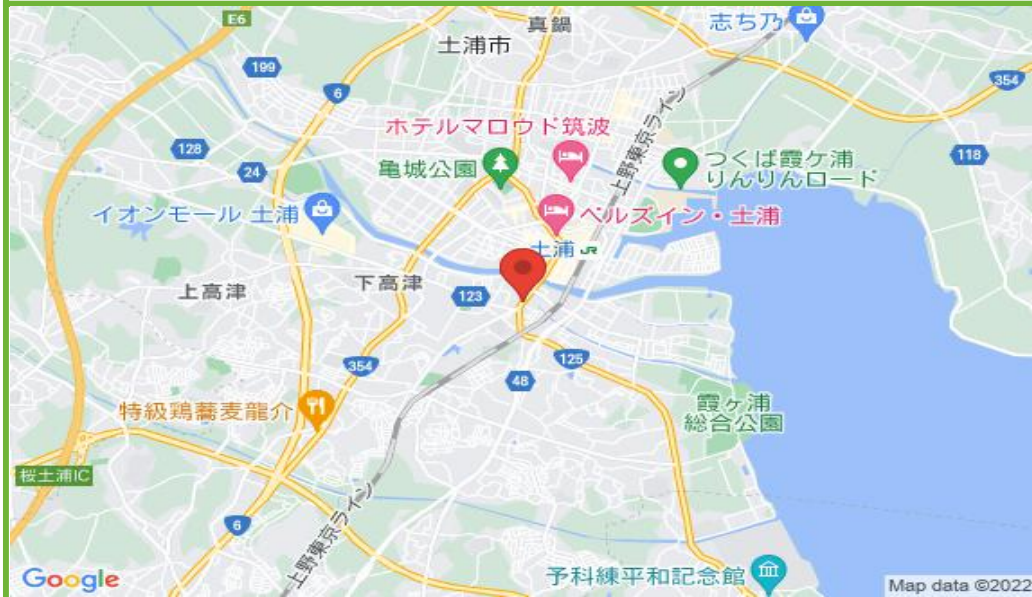 E6
真鍋
志ち乃
土浦市
199
6
354
ホテルマロウド筑波
上野東京ライン
128
118
24
亀城公園
つくば霞ケ浦
りんりんロード
イオンモール 土浦
ベルズイン・土浦
土浦 JR
上高津
下高津
123
354
125
48
特級鶏蕎麦龍介
霞ヶ浦
総合公園
桜土浦IC
6
上野東京ライン
予科練平和記念館
Google
Map data ©2022